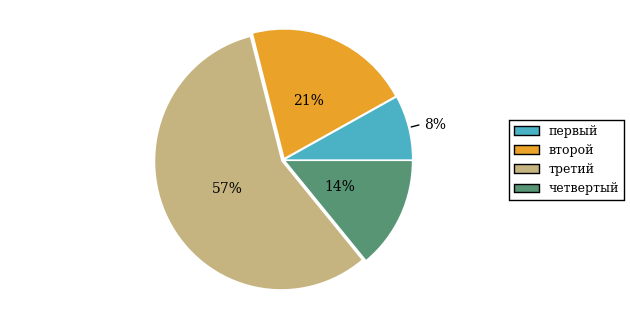 21%
8%
57%
14%
первый
второй
третий
четвертый